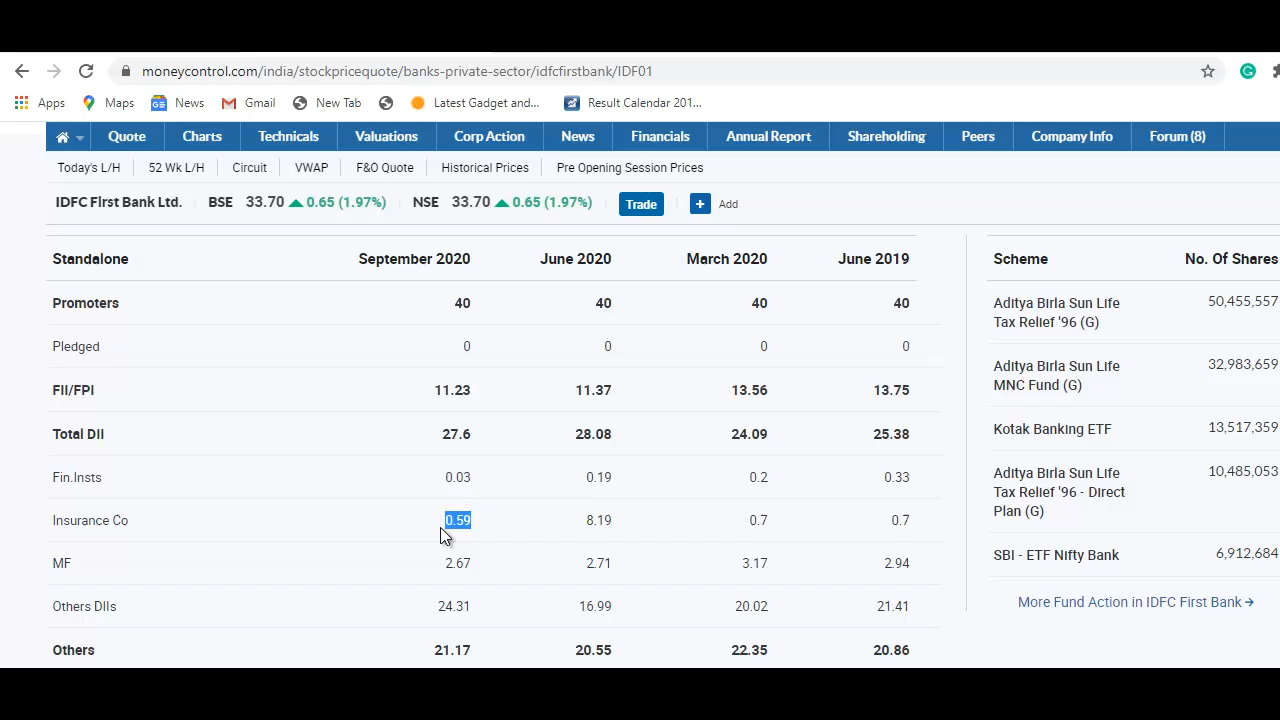 moneycontrol.com/india/stockpricequote/banks-private-sector/idfcfirstbank/IDF01
Apps Maps News Gmail New Tab Latest Gadget and... Result Calendar 201...
Quote Charts Technicals Valuations Corp Action News Financials Annual Report Shareholding Peers Company Info Forum (8)
Today's L/H 52 Wk L/H Circuit VWAP F&O Quote Historical Prices Pre Opening Session Prices
IDFC First Bank Ltd. BSE 33.70 0.65 (1.97%) NSE 33.70 0.65 (1.97%) Trade + Add
Standalone September 2020 June 2020 March 2020 June 2019
Promoters 40 40 40 40
Pledged 0 0 0 0
FII/FPI 11.23 11.37 13.56 13.75
Total DII 27.6 28.08 24.09 25.38
Fin.Insts 0.03 0.19 0.2 0.33
Insurance Co 0.59 8.19 0.7 0.7
MF 2.67 2.71 3.17 2.94
Others DIIs 24.31 16.99 20.02 21.41
Others 21.17 20.55 22.35 20.86
Scheme No. Of Shares
Aditya Birla Sun Life 50,455,557
Tax Relief '96 (G)
Aditya Birla Sun Life 32,983,659
MNC Fund (G)
Kotak Banking ETF 13,517,359
Aditya Birla Sun Life 10,485,053
Tax Relief '96 - Direct
Plan (G)
SBI - ETF Nifty Bank 6,912,684
More Fund Action in IDFC First Bank →